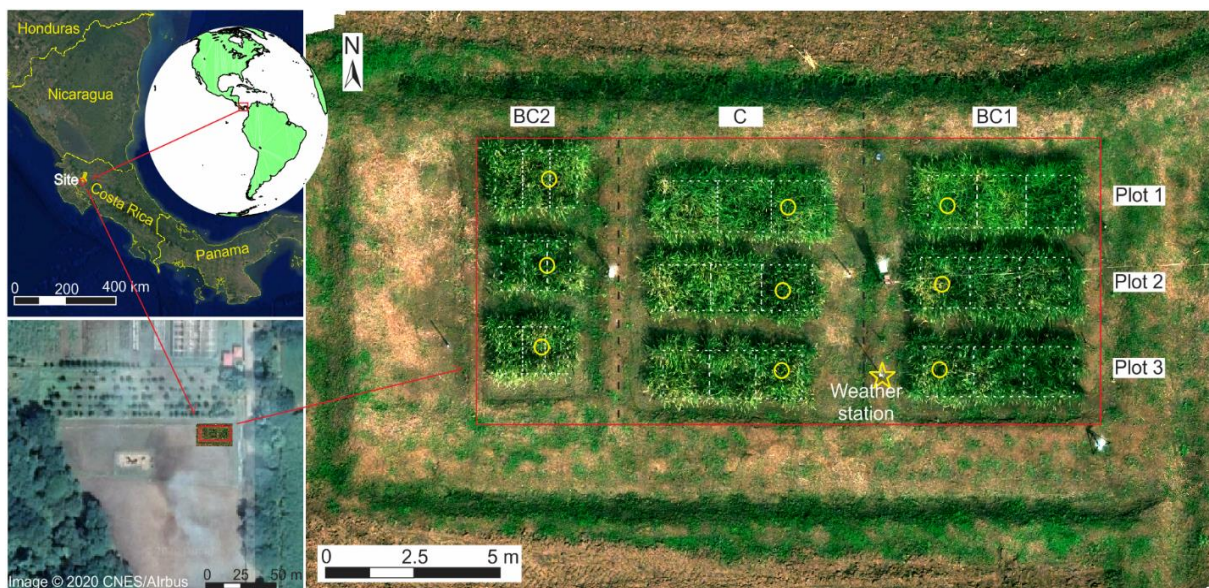 Honduras
Nicaragua
Site
Costa Rica
Panama
0 200 400 km
Image © 2020 CNES/AIrbus
0 25 50 m
N
BC2
C
BC1
Plot 1
Plot 2
Plot 3
Weather
station
0 2.5 5 m